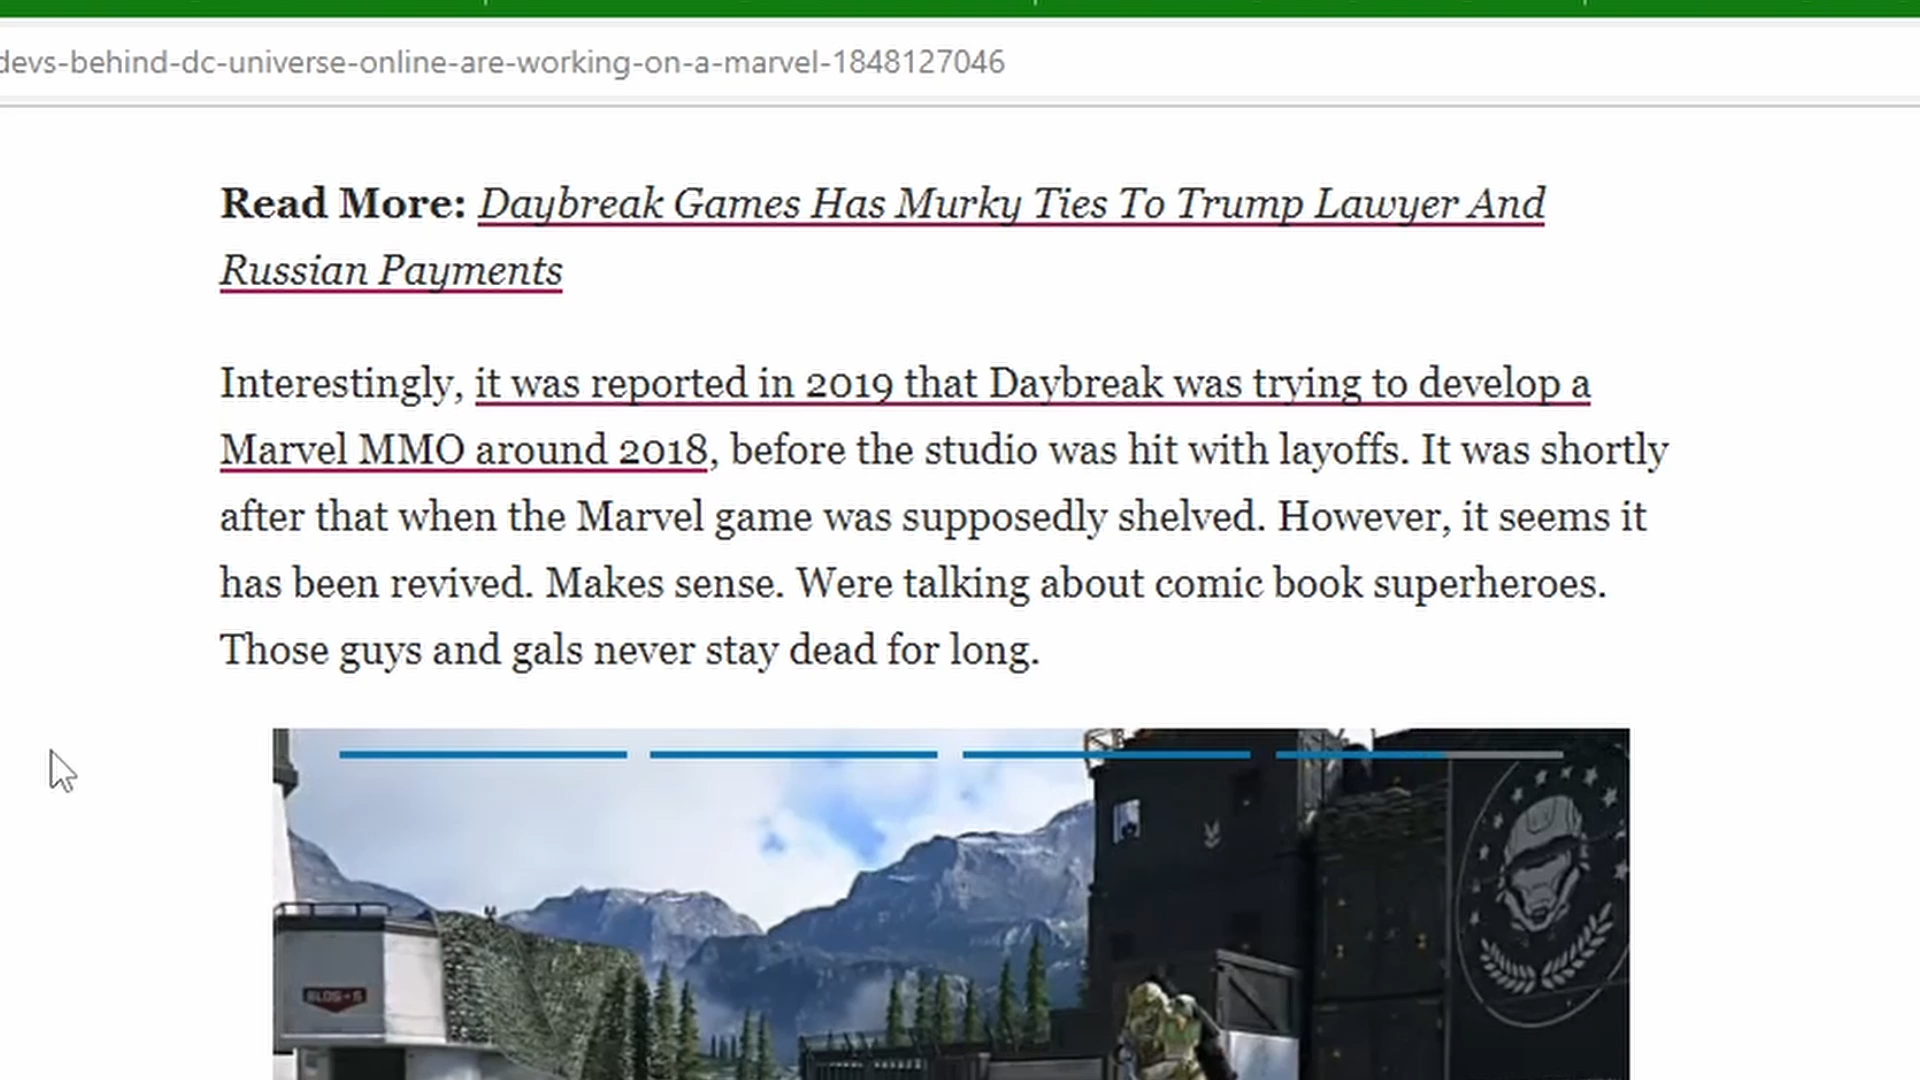 devs-behind-dc-universe-online-are-working-on-a-marvel-1848127046
Read More: Daybreak Games Has Murky Ties To Trump Lawyer And
Russian Payments
Interestingly, it was reported in 2019 that Daybreak was trying to develop a
Marvel MMO around 2018, before the studio was hit with layoffs. It was shortly
after that when the Marvel game was supposedly shelved. However, it seems it
has been revived. Makes sense. Were talking about comic book superheroes.
Those guys and gals never stay dead for long.
BLDG-5